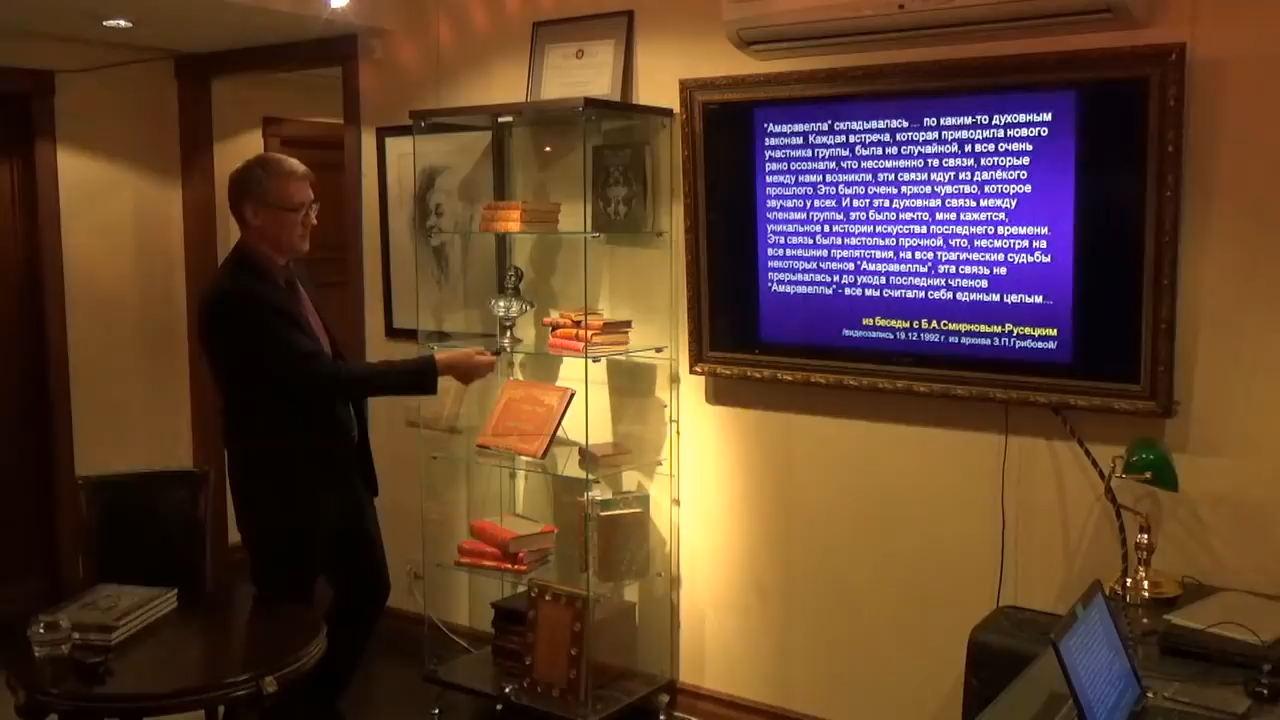 "Амаравелла" складывалась ... по каким-то духовным
законам. Каждая встреча, которая приводила нового
участника группы, была не случайной, и все очень
рано осознали, что несомненно те связи, которые
между нами возникли, эти связи идут из далёкого
прошлого. Это было очень яркое чувство, которое
звучало у всех. И вот эта духовная связь между
членами группы, это было нечто, мне кажется,
уникальное в истории искусства последнего времени.
Эта связь была настолько прочной, что, несмотря на
все внешние препятствия, на все трагические судьбы
некоторых членов "Амаравеллы", эта связь не
прерывалась и до ухода последних членов
"Амаравеллы" - все мы считали себя единым целым...
из беседы с Б.А.Смирновым-Русецким
/видеозапись 19.12.1992 г. из архива З.П.Грибовой/